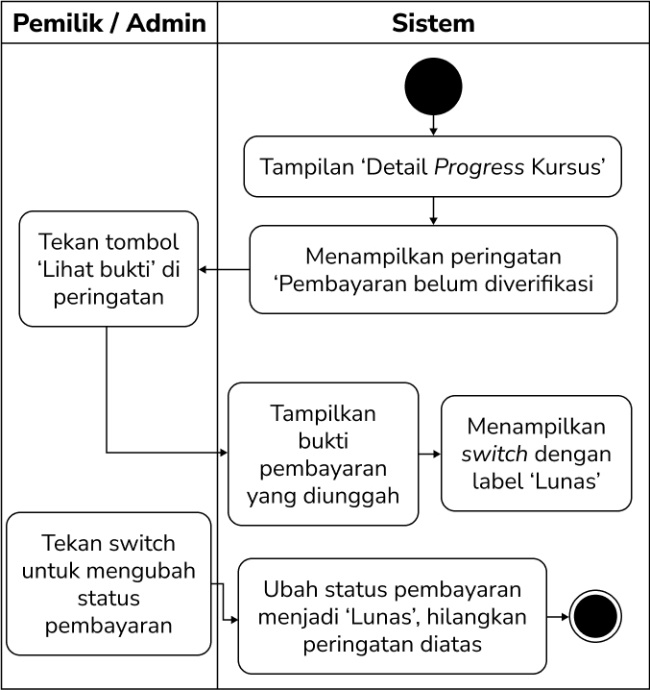 Pemilik / Admin
Sistem
Tampilan ‘Detail Progress Kursus’
Menampilkan peringatan
‘Pembayaran belum diverifikasi
Tekan tombol
‘Lihat bukti’ di
peringatan
Tampilkan
bukti
pembayaran
yang diunggah
Menampilkan
switch dengan
label ‘Lunas’
Tekan switch
untuk mengubah
status
pembayaran
Ubah status pembayaran
menjadi ‘Lunas’, hilangkan
peringatan diatas